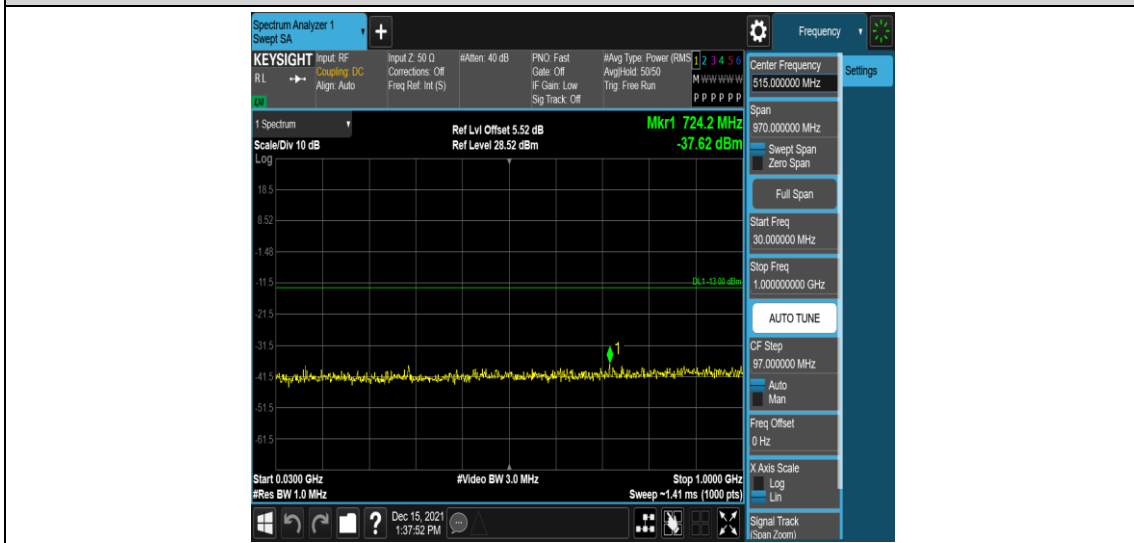 Spectrum Analyzer 1
Swept SA
+
Frequency
KEYSIGHT Input: RF
RL
Coupling: DC
Align: Auto
LXI
Input Z: 50 Ω
Corrections: Off
Freq Ref: Int (S)
#Atten: 40 dB
PNO: Fast
Gate: Off
IF Gain: Low
Sig Track: Off
#Avg Type: Power (RMS
Avg|Hold: 50/50
Trig: Free Run
1 2 3 4 5 6
M W W W W W
P P P P P P
Center Frequency
515.000000 MHz
Settings
Span
970.000000 MHz
Swept Span
Zero Span
Full Span
Start Freq
30.000000 MHz
Stop Freq
1.000000000 GHz
AUTO TUNE
CF Step
97.000000 MHz
Auto
Man
Freq Offset
0 Hz
X Axis Scale
Log
Lin
Signal Track
(Span Zoom)
1 Spectrum
Scale/Div 10 dB
Log
Ref Lvl Offset 5.52 dB
Ref Level 28.52 dBm
Mkr1 724.2 MHz
-37.62 dBm
18.5
8.52
-1.48
-11.5
DL1 -13.00 dBm
-21.5
-31.5
1
-41.5
-51.5
-61.5
Start 0.0300 GHz
#Res BW 1.0 MHz
#Video BW 3.0 MHz
Stop 1.0000 GHz
Sweep ~1.41 ms (1000 pts)
?
Dec 15, 2021
1:37:52 PM